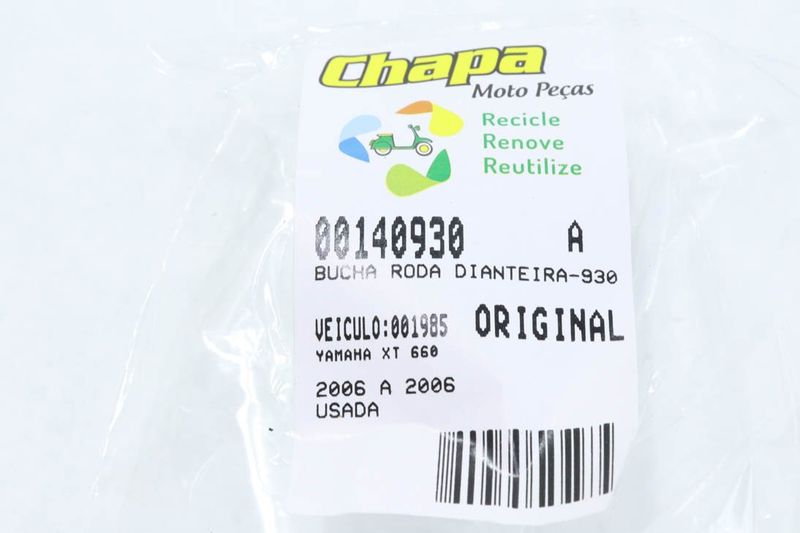 Chapa
Moto Peças
Recicle
Renove
Reutilize
00140930 A
BUCHA RODA DIANTEIRA-930
VEICULO:001985 ORIGINAL
YAMAHA XT 660
2006 A 2006
USADA